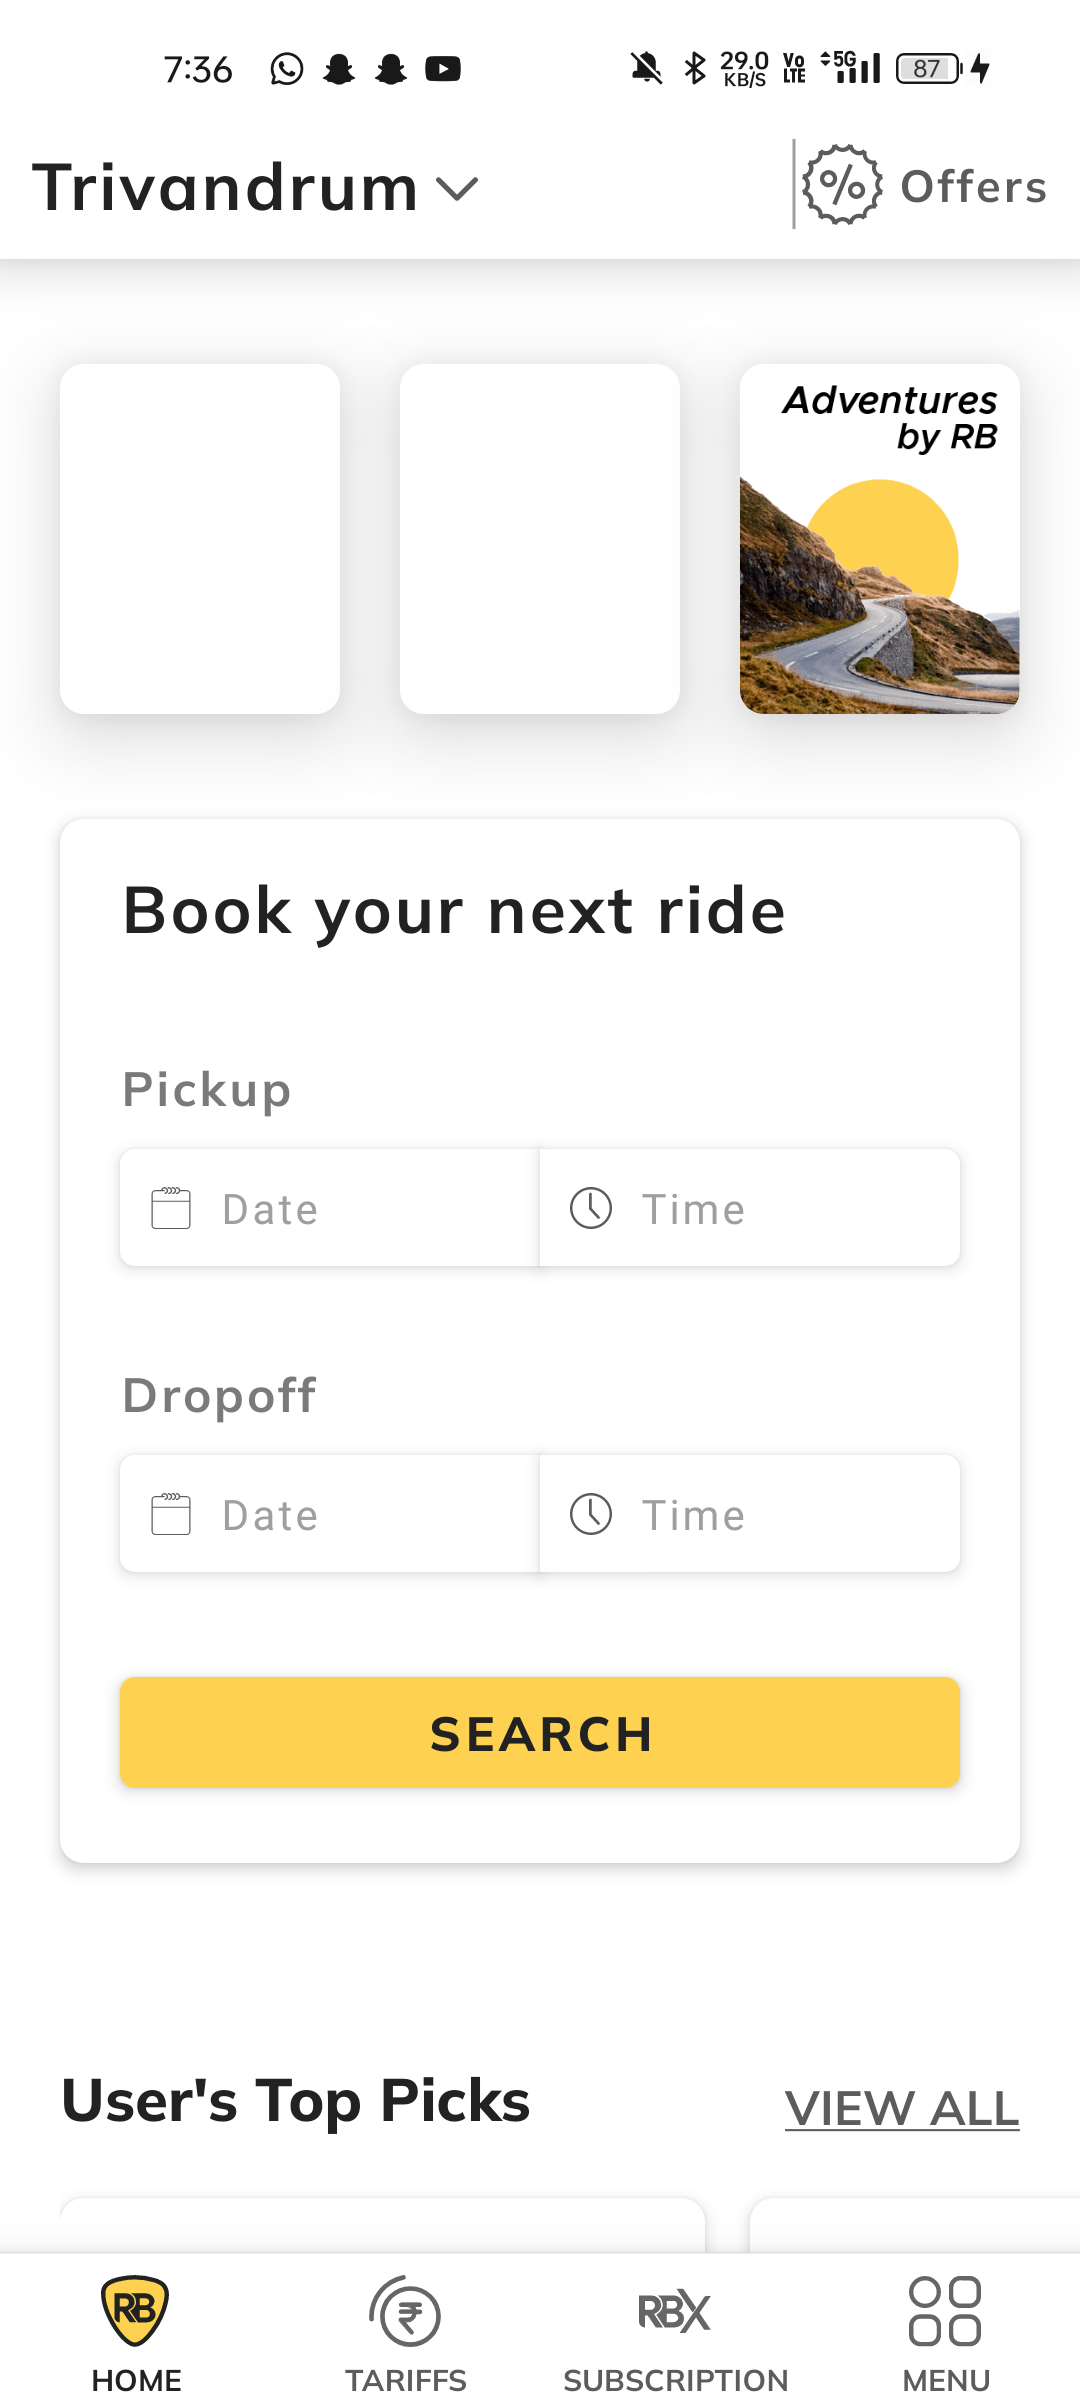 7:36 29.0 KB/S Vo LTE 5G 87
Trivandrum
Offers
Adventures
by RB
Book your next ride
Pickup
Date Time
Dropoff
Date Time
SEARCH
User's Top Picks VIEW ALL
RB RBX
HOME TARIFFS SUBSCRIPTION MENU